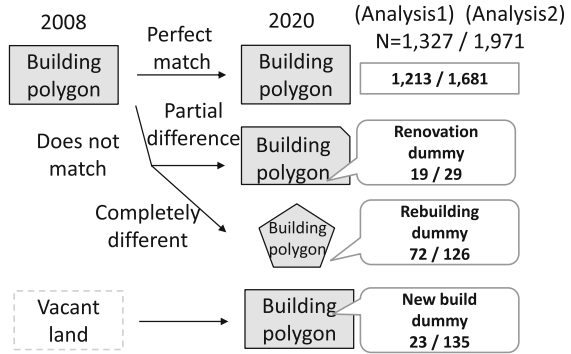 2008
2020
(Analysis1) (Analysis2)
N=1,327 / 1,971
Building
polygon
Perfect
match
Building
polygon
1,213 / 1,681
Does not
match
Partial
difference
Building
polygon
Renovation
dummy
19 / 29
Completely
different
Building
polygon
Rebuilding
dummy
72 / 126
Vacant
land
Building
polygon
New build
dummy
23 / 135